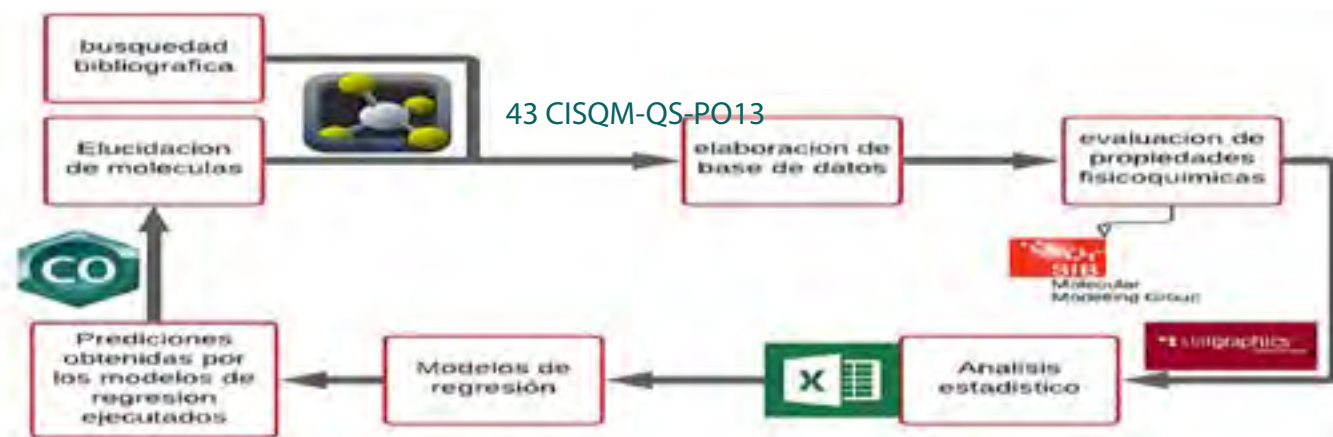 busquedad
bibliografica
43 CISQM-QS-PO13
Elucidacion
de moleculas
elaboracion de
base de datos
evaluacion de
propiedades
fisicoquimicas
SIB
Molecular
Modeling Group
CO
Prediciones
obtenidas por
los modelos de
regresion
ejecutados
Modelos de
regresión
X
Analisis
estadistico
statgraphics